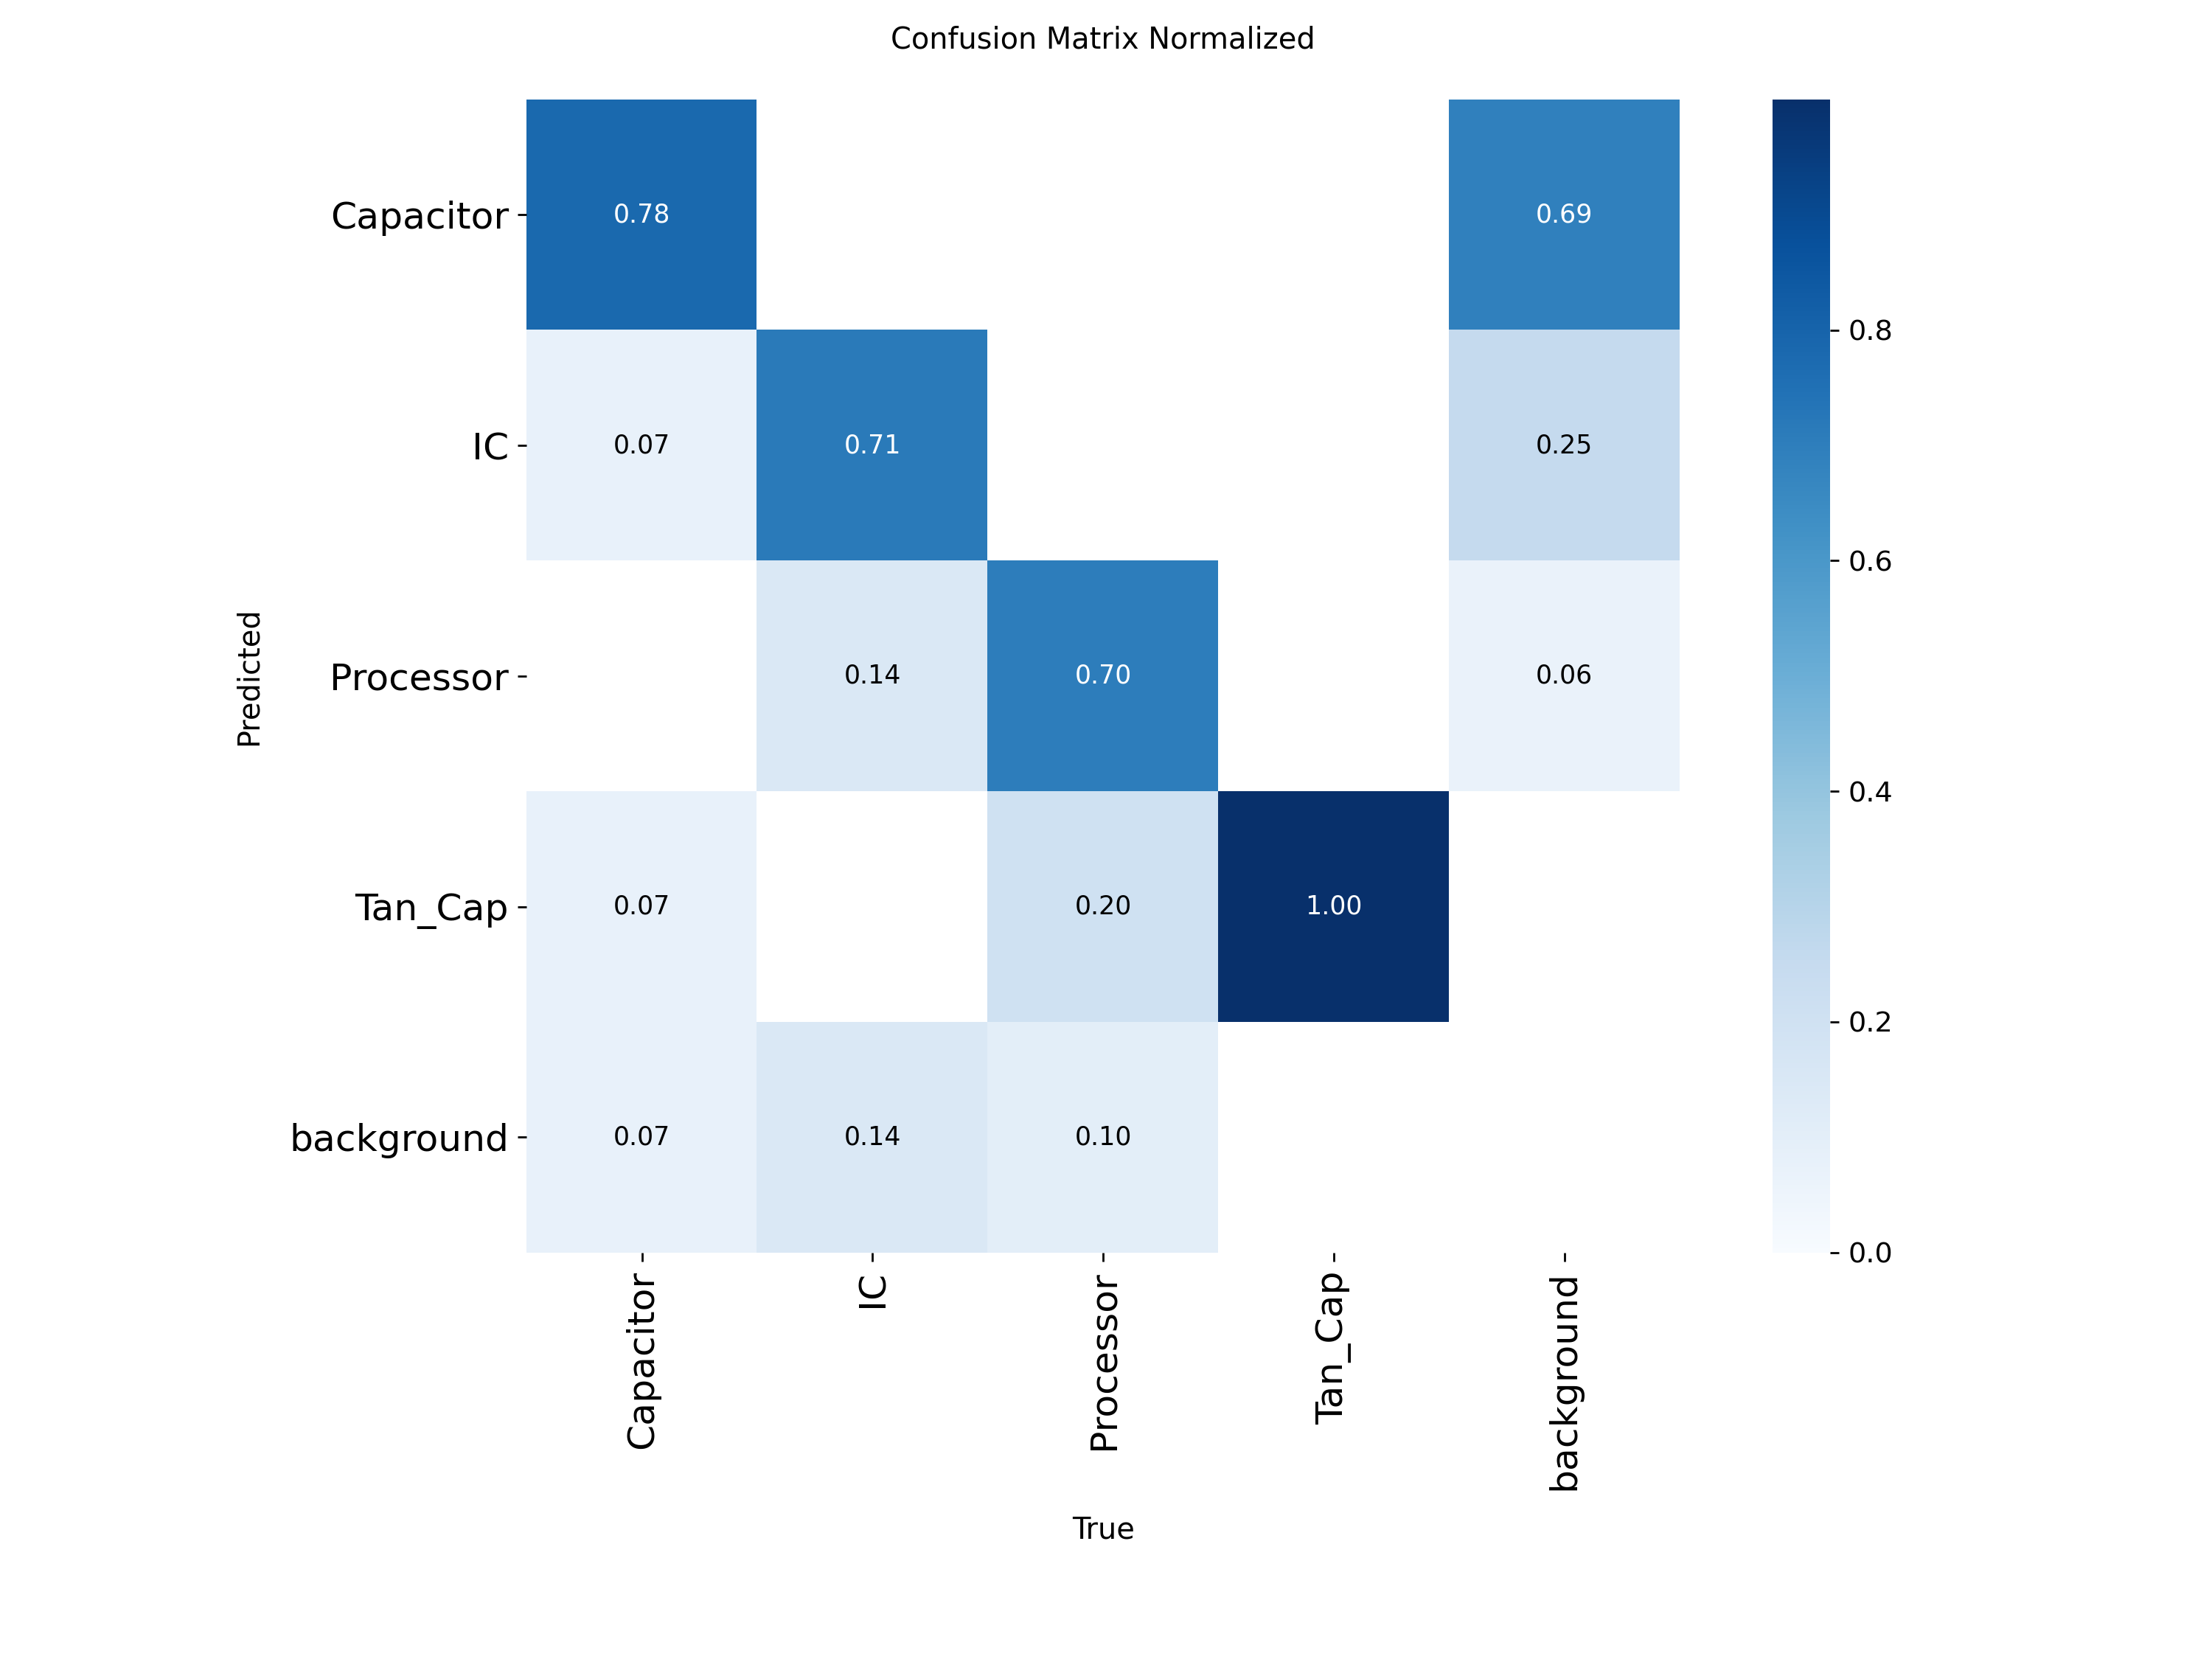 Confusion Matrix Normalized
Capacitor 0.78 0.69
0.8
IC 0.07 0.71 0.25
0.6
Processor 0.14 0.70 0.06
Predicted
0.4
Tan_Cap 0.07 0.20 1.00
0.2
background 0.07 0.14 0.10
0.0
Capacitor IC Processor Tan_Cap background
True